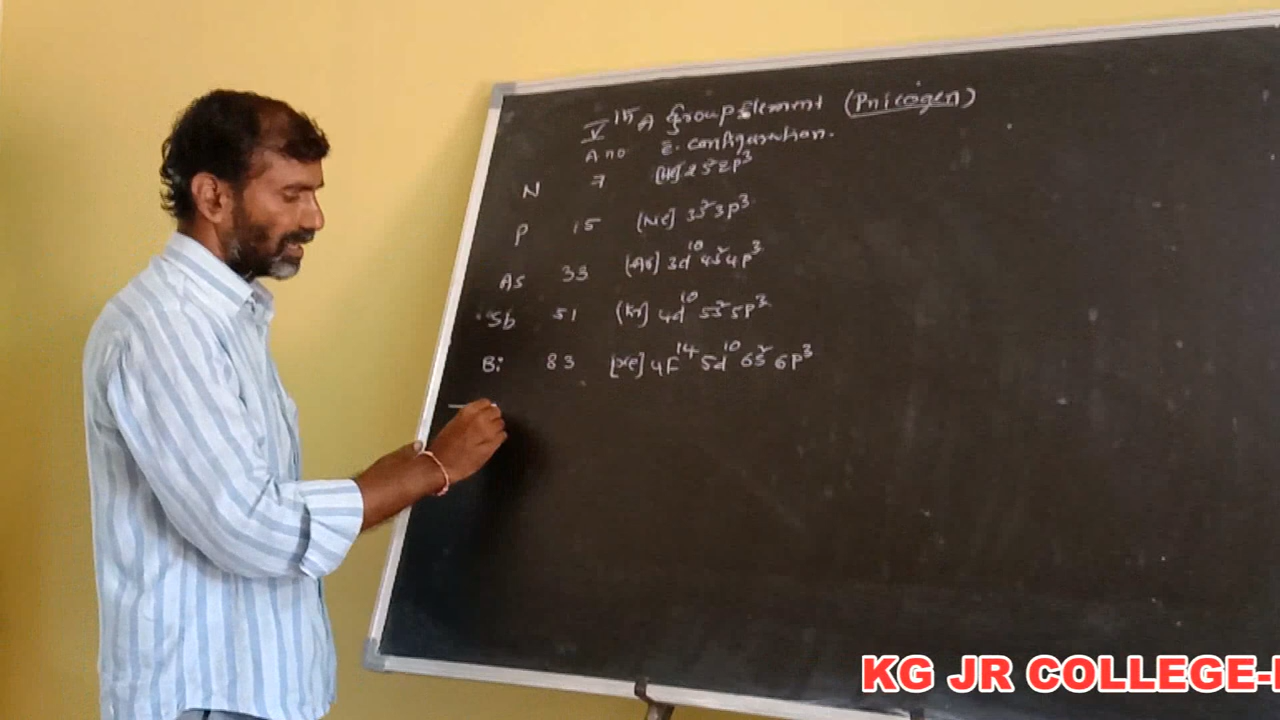 V 15 A Group Element (Pnicogen)
A no. E. Configuration.
N 7 [He] 2s² 2p³
P 15 [Ne] 3s² 3p³
As 33 [Ar] 3d¹⁰ 4s² 4p³
Sb 51 (Kr] 4d¹⁰ 5s² 5p³
Bi 83 [Xe] 4F¹⁴ 5d¹⁰ 6s² 6p³
KG JR COLLEGE-